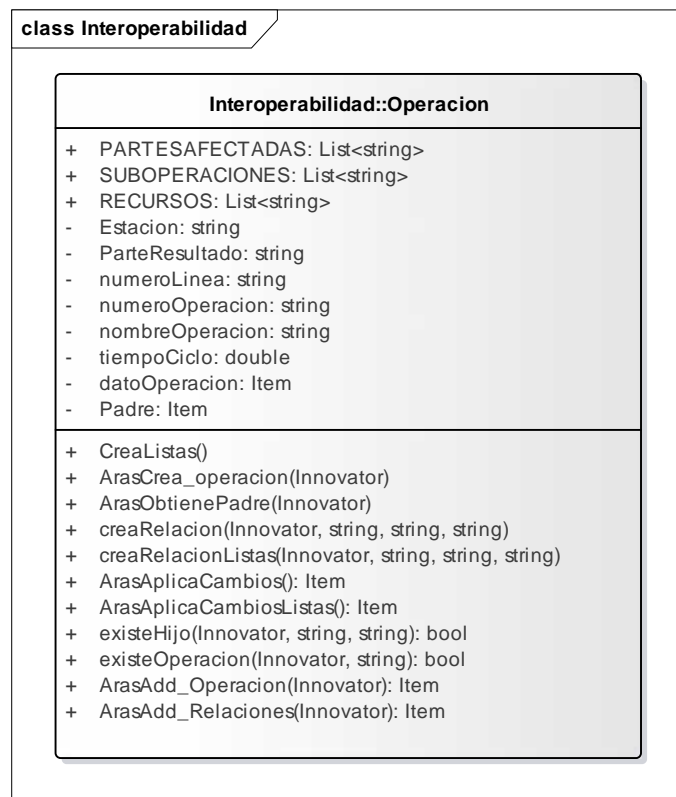 class Interoperabilidad
Interoperabilidad::Operacion
+ PARTESAFECTADAS: List<string>
+ SUBOPERACIONES: List<string>
+ RECURSOS: List<string>
- Estacion: string
- ParteResultado: string
- numeroLinea: string
- numeroOperacion: string
- nombreOperacion: string
- tiempoCiclo: double
- datoOperacion: Item
- Padre: Item
+ CreaListas()
+ ArasCrea_operacion(Innovator)
+ ArasObtienePadre(Innovator)
+ creaRelacion(Innovator, string, string, string)
+ creaRelacionListas(Innovator, string, string, string)
+ ArasAplicaCambios(): Item
+ ArasAplicaCambiosListas(): Item
+ existeHijo(Innovator, string, string): bool
+ existeOperacion(Innovator, string): bool
+ ArasAdd_Operacion(Innovator): Item
+ ArasAdd_Relaciones(Innovator): Item